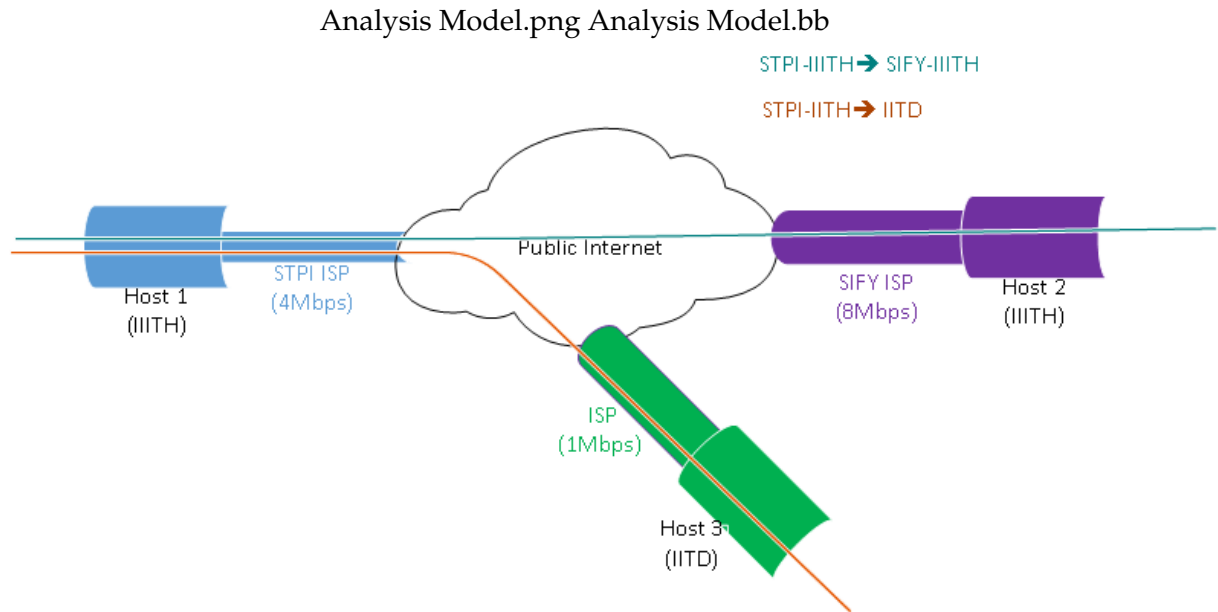 Analysis Model.png Analysis Model.bb
STPI-IIITH➔ SIFY-IIITH
STPI-IITH➔ IITD
Public Internet
STPI ISP
(4Mbps)
Host 1
(IIITH)
SIFY ISP
(8Mbps)
Host 2
(IIITH)
ISP
(1Mbps)
Host 3
(IITD)